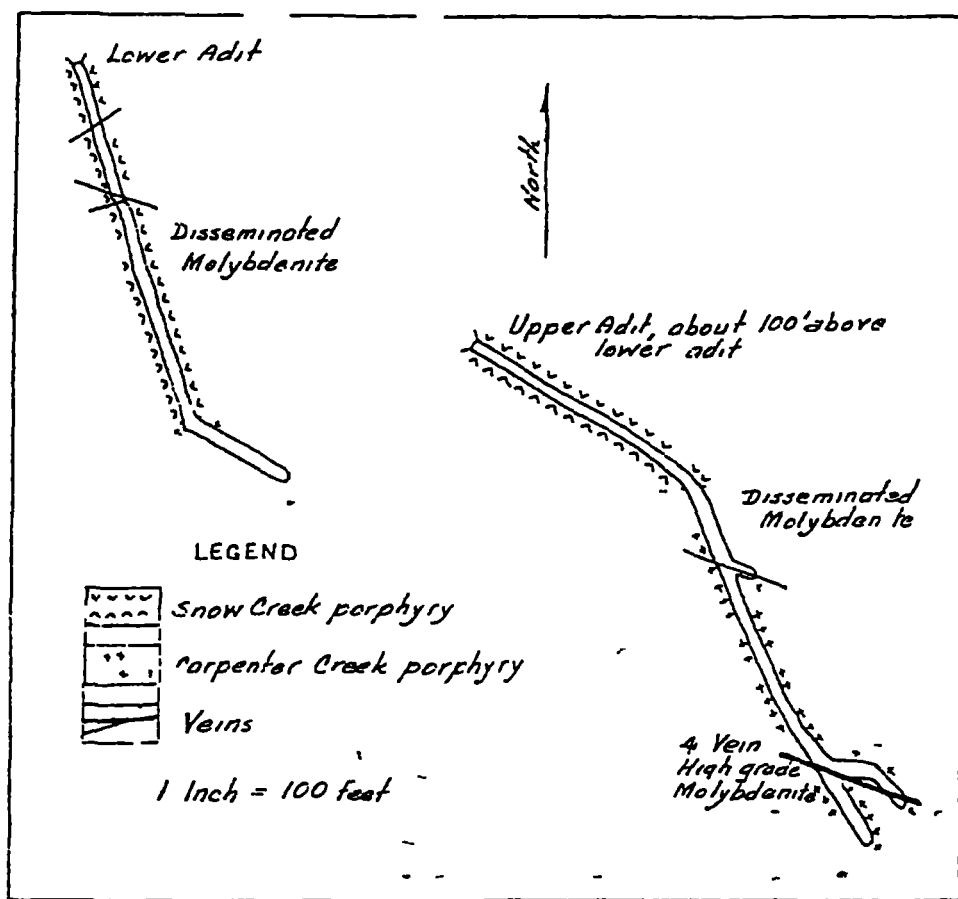 Lower Adit
North
Disseminated
Molybdenite
Upper Adit, about 100' above
lower adit
Disseminated
Molybden te
LEGEND
Snow Creek porphyry
Carpenter Creek porphyry
Veins
1 Inch = 100 feet
4 Vein
High grade
Molybdenite